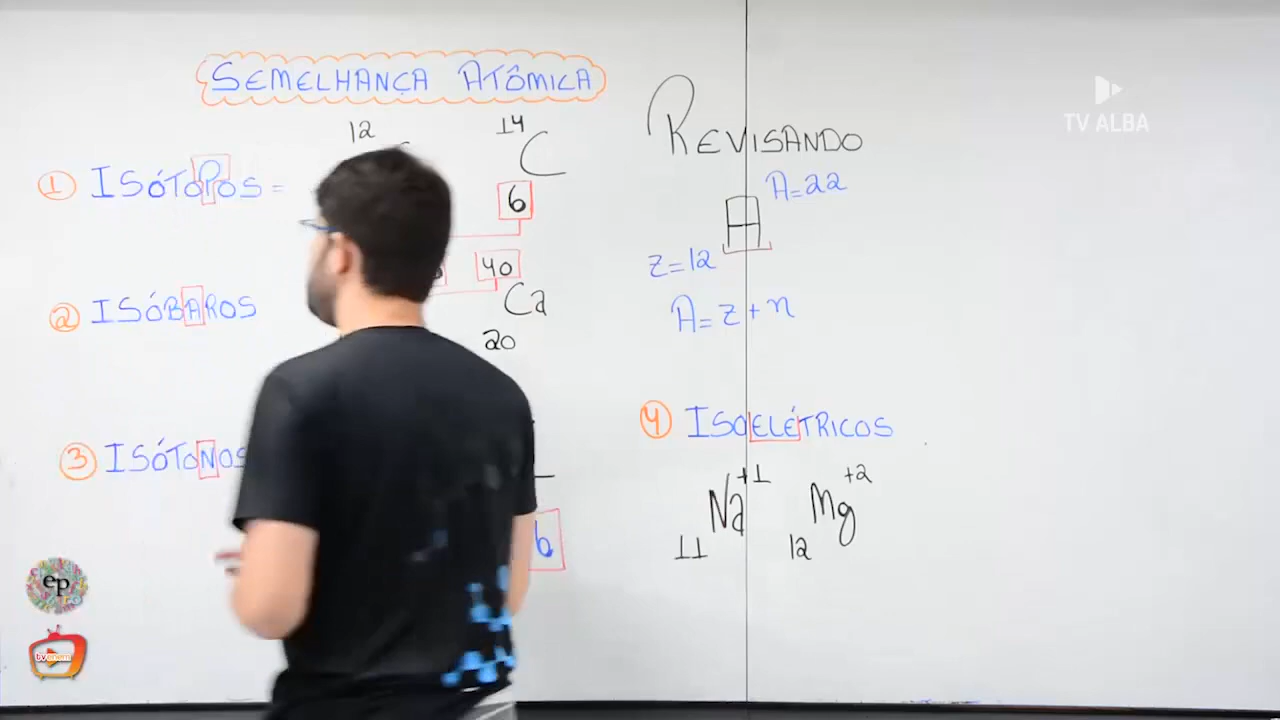 SEMELHANÇA ATÔMICA
12
14
C
6
1 ISÓTOPOS =
40
Ca
20
2 ISÓBAROS
3 ISÓTONOS
6
REVISANDO
A=22
Z=12
A=Z+n
4 ISOELÉTRICOS
11 Na +1
12 Mg +2
TV ALBA
ep
tvenem